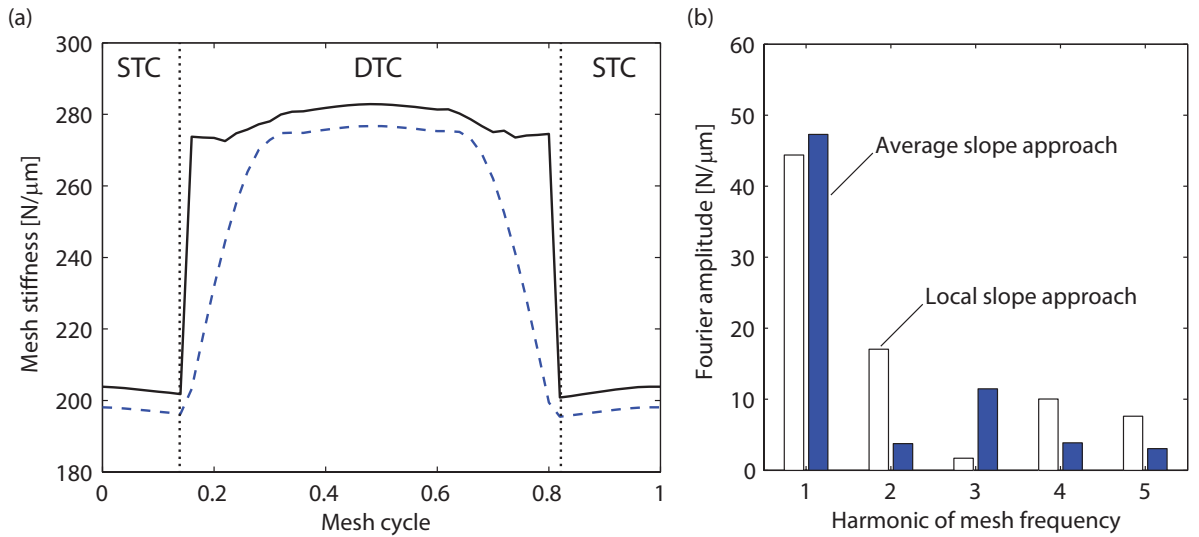 (a)
STC
DTC
STC
300
280
260
240
220
200
180
Mesh stiffness [N/μm]
0
0.2
0.4
0.6
0.8
1
Mesh cycle
(b)
60
50
40
30
20
10
0
Fourier amplitude [N/μm]
Average slope approach
Local slope approach
1
2
3
4
5
Harmonic of mesh frequency